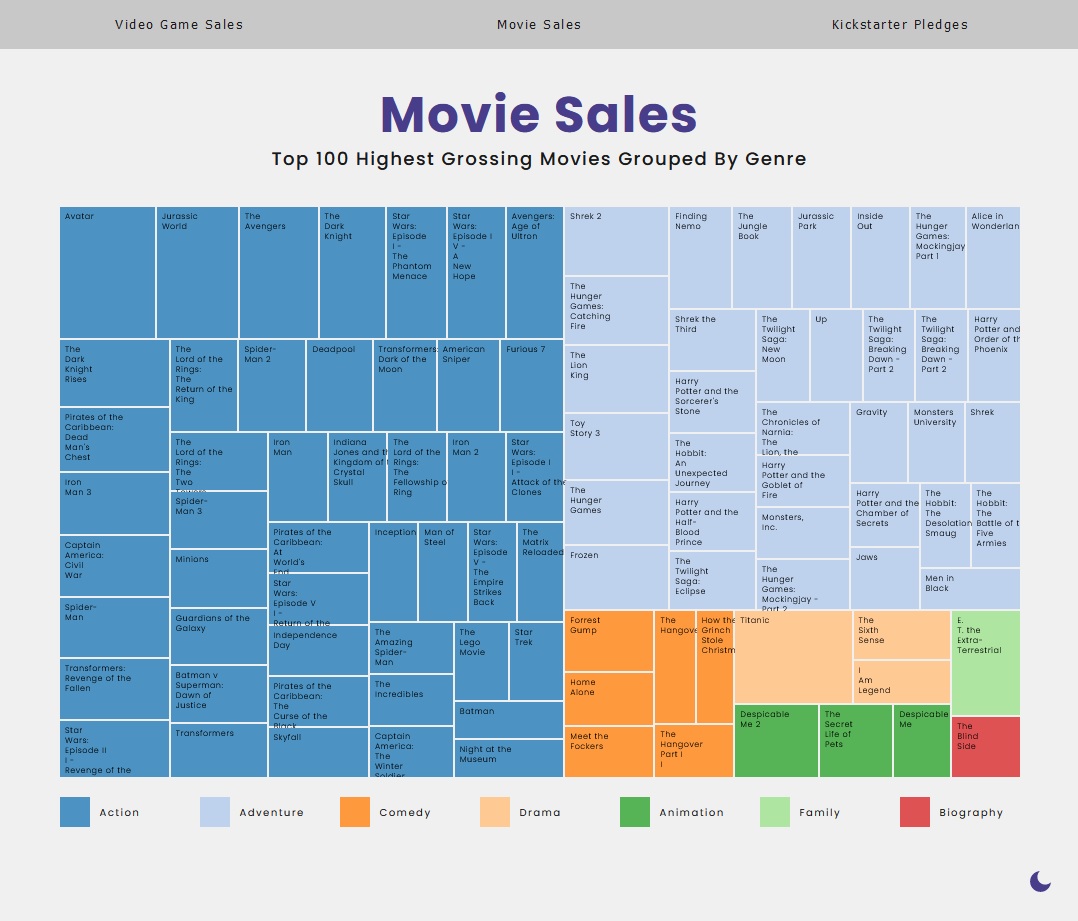 Video Game Sales
Movie Sales
Kickstarter Pledges
Movie Sales
Top 100 Highest Grossing Movies Grouped By Genre
Avatar
Jurassic
World
The
Avengers
The
Dark
Knight
Star
Wars:
Episode
I -
The
Phantom
Menace
Star
Wars:
Episode I
V -
A
New
Hope
Avengers:
Age of
Ultron
The
Dark
Knight
Rises
Pirates of the
Caribbean:
Dead
Man's
Chest
Iron
Man 3
Captain
America:
Civil
War
Spider-
Man
Transformers:
Revenge of the
Fallen
Star
Wars:
Episode II
I -
Revenge of the
The
Lord of the
Rings:
The
Return of the
King
Spider-
Man 2
Deadpool
Transformers:
Dark of the
Moon
American
Sniper
Furious 7
The
Lord of the
Rings:
The
Two
Spider-
Man 3
Minions
Guardians of the
Galaxy
Batman v
Superman:
Dawn of
Justice
Transformers
Iron
Man
Indiana
Jones and th
Kingdom of t
Crystal
Skull
The
Lord of the
Rings:
The
Fellowship o
Ring
Iron
Man 2
Star
Wars:
Episode I
I -
Attack of the
Clones
Pirates of the
Caribbean:
At
World's
End
Star
Wars:
Episode V
I -
Return of the
Independence
Day
Pirates of the
Caribbean:
The
Curse of the
Black
Skyfall
Inception
Man of
Steel
Star
Wars:
Episode
V -
The
Empire
Strikes
Back
The
Matrix
Reloaded
The
Amazing
Spider-
Man
The
Incredibles
Captain
America:
The
Winter
Soldier
The
Lego
Movie
Star
Trek
Batman
Night at the
Museum
Shrek 2
The
Hunger
Games:
Catching
Fire
The
Lion
King
Toy
Story 3
The
Hunger
Games
Frozen
Finding
Nemo
The
Jungle
Book
Jurassic
Park
Inside
Out
The
Hunger
Games:
Mockingjay
Part 1
Alice in
Wonderlan
Shrek the
Third
Harry
Potter and the
Sorcerer's
Stone
The
Hobbit:
An
Unexpected
Journey
Harry
Potter and the
Half-
Blood
Prince
The
Twilight
Saga:
Eclipse
The
Twilight
Saga:
New
Moon
Up
The
Twilight
Saga:
Breaking
Dawn -
Part 2
The
Twilight
Saga:
Breaking
Dawn -
Part 2
Harry
Potter and
Order of th
Phoenix
The
Chronicles of
Narnia:
The
Lion, the
Harry
Potter and the
Goblet of
Fire
Monsters,
Inc.
The
Hunger
Games:
Mockingjay -
Part 2
Gravity
Monsters
University
Shrek
Harry
Potter and the
Chamber of
Secrets
Jaws
The
Hobbit:
The
Desolation
Smaug
The
Hobbit:
The
Battle of t
Five
Armies
Men in
Black
Forrest
Gump
Home
Alone
Meet the
Fockers
The
Hangove
How the
Grinch
Stole
Christm
The
Hangover
Part I
I
Titanic
The
Sixth
Sense
I
Am
Legend
Despicable
Me 2
The
Secret
Life of
Pets
Despicable
Me
E.
T. the
Extra-
Terrestrial
The
Blind
Side
Action
Adventure
Comedy
Drama
Animation
Family
Biography